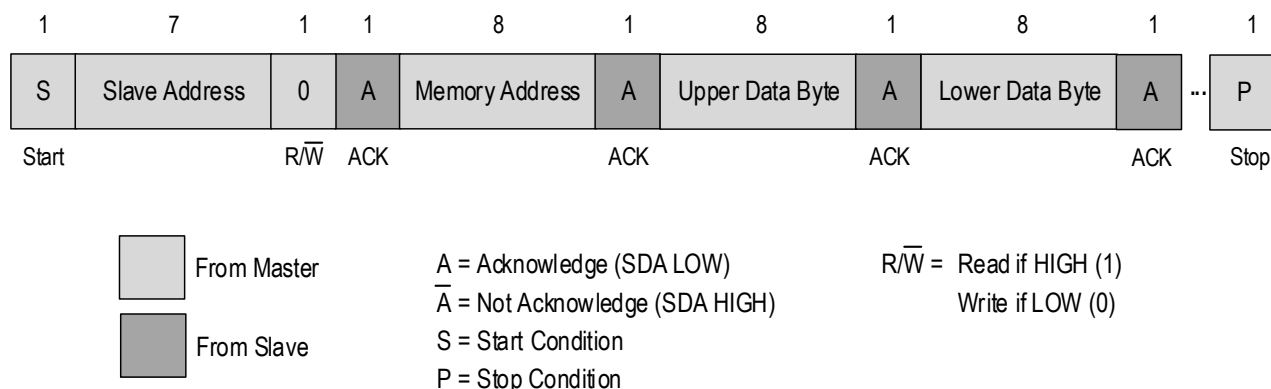 1 7 1 1 8 1 8 1 8 1 1
S Slave Address 0 A Memory Address A Upper Data Byte A Lower Data Byte A ... P
Start R/W̅ ACK ACK ACK ACK Stop
From Master
From Slave
A = Acknowledge (SDA LOW)
A̅ = Not Acknowledge (SDA HIGH)
S = Start Condition
P = Stop Condition
R/W̅ = Read if HIGH (1)
Write if LOW (0)